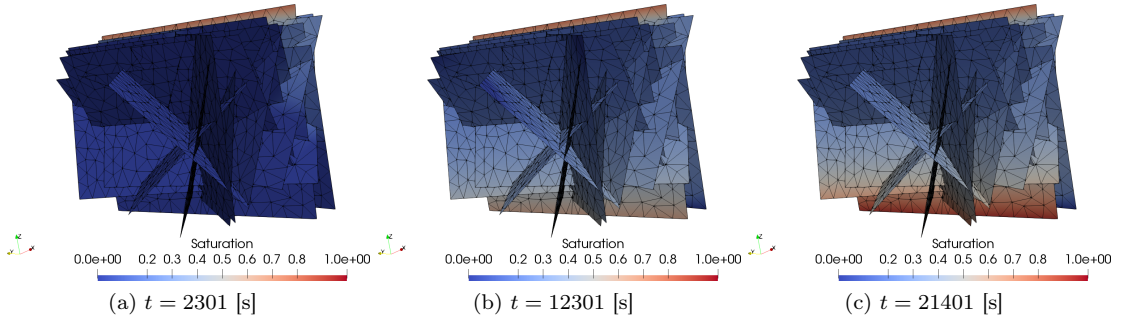 Z
Y X
Saturation
0.0e+00 0.2 0.3 0.4 0.5 0.6 0.7 0.8 1.0e+00
(a) t = 2301 [s]
Z
Y X
Saturation
0.0e+00 0.2 0.3 0.4 0.5 0.6 0.7 0.8 1.0e+00
(b) t = 12301 [s]
Z
Y X
Saturation
0.0e+00 0.2 0.3 0.4 0.5 0.6 0.7 0.8 1.0e+00
(c) t = 21401 [s]